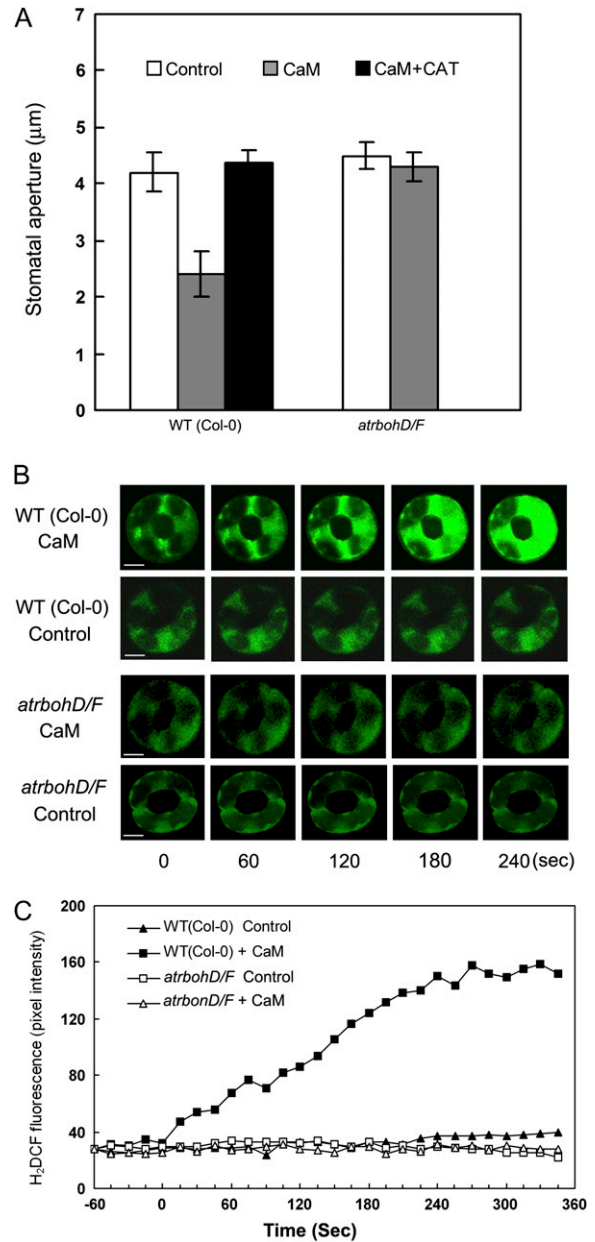 A
7
6
5
4
3
2
1
0
Stomatal aperture (μm)
Control CaM CaM+CAT
WT (Col-0) atrbohD/F
B
WT (Col-0)
CaM
WT (Col-0)
Control
atrbohD/F
CaM
atrbohD/F
Control
0 60 120 180 240 (sec)
C
200
160
120
80
40
0
H2DCF fluorescence (pixel intensity)
WT(Col-0) Control
WT(Col-0) + CaM
atrbohD/F Control
atrbonD/F + CaM
-60 0 60 120 180 240 300 360
Time (Sec)